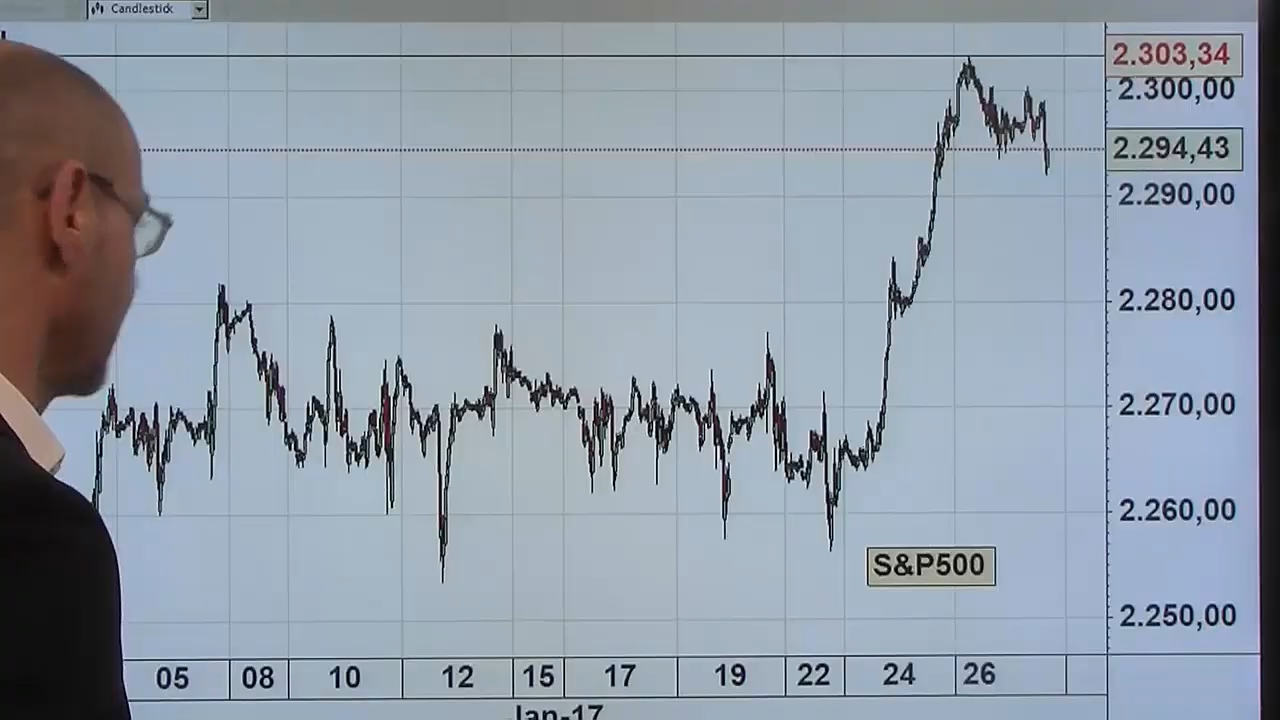 Candlestick
2.303,34
2.300,00
2.294,43
2.290,00
2.280,00
2.270,00
2.260,00
S&P500
2.250,00
05 08 10 12 15 17 19 22 24 26
Jan-17